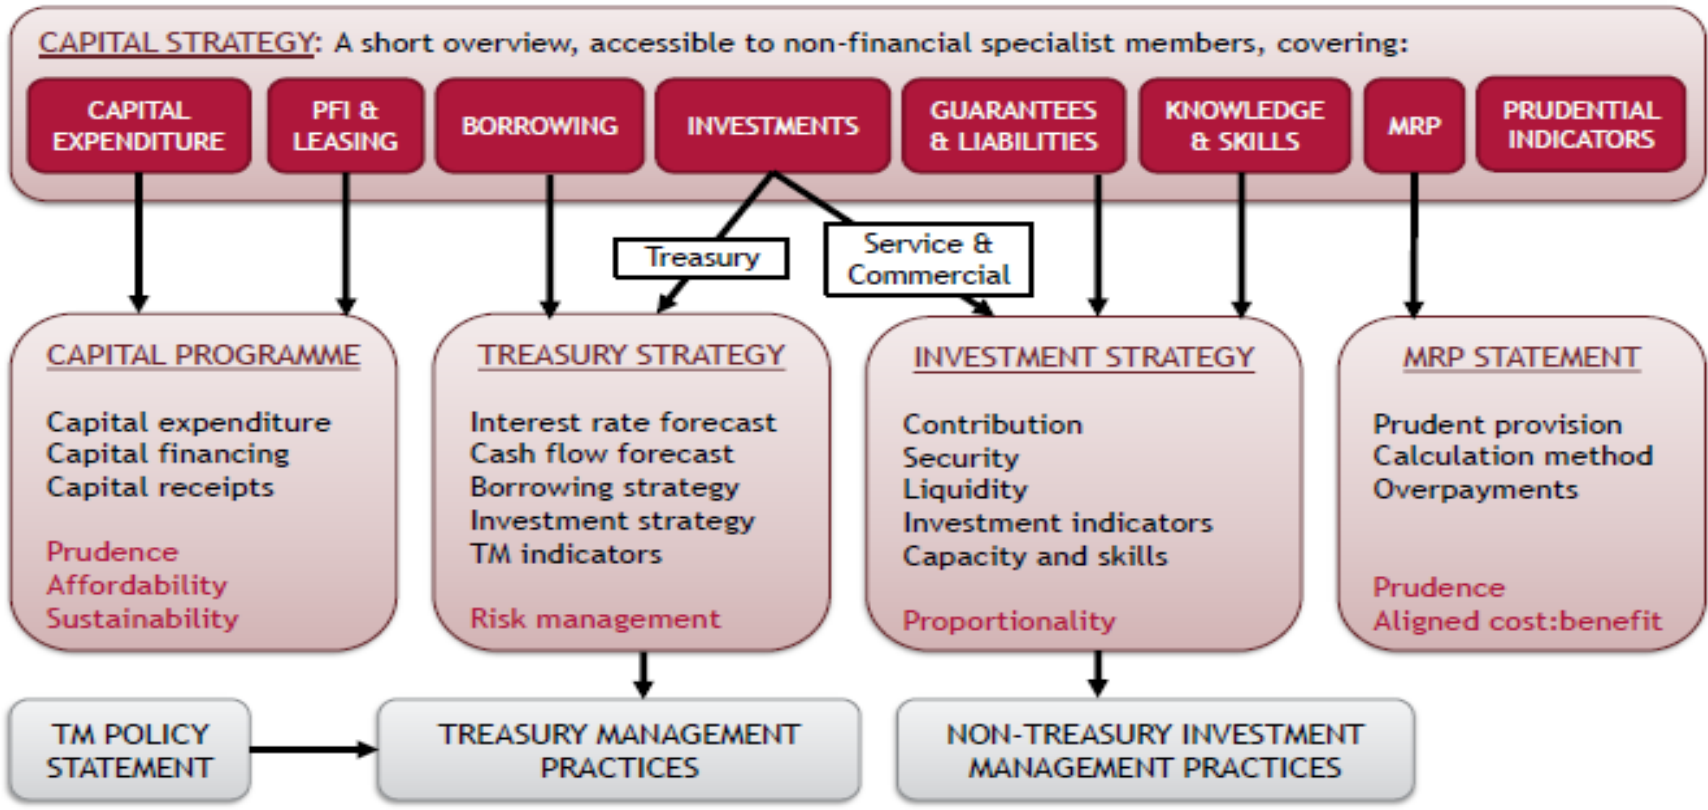 CAPITAL STRATEGY: A short overview, accessible to non-financial specialist members, covering:
CAPITAL
EXPENDITURE
PFI &
LEASING
BORROWING
INVESTMENTS
GUARANTEES
& LIABILITIES
KNOWLEDGE
& SKILLS
MRP
PRUDENTIAL
INDICATORS
Treasury
Service &
Commercial
CAPITAL PROGRAMME
Capital expenditure
Capital financing
Capital receipts
Prudence
Affordability
Sustainability
TREASURY STRATEGY
Interest rate forecast
Cash flow forecast
Borrowing strategy
Investment strategy
TM indicators
Risk management
INVESTMENT STRATEGY
Contribution
Security
Liquidity
Investment indicators
Capacity and skills
Proportionality
MRP STATEMENT
Prudent provision
Calculation method
Overpayments
Prudence
Aligned cost:benefit
TM POLICY
STATEMENT
TREASURY MANAGEMENT
PRACTICES
NON-TREASURY INVESTMENT
MANAGEMENT PRACTICES